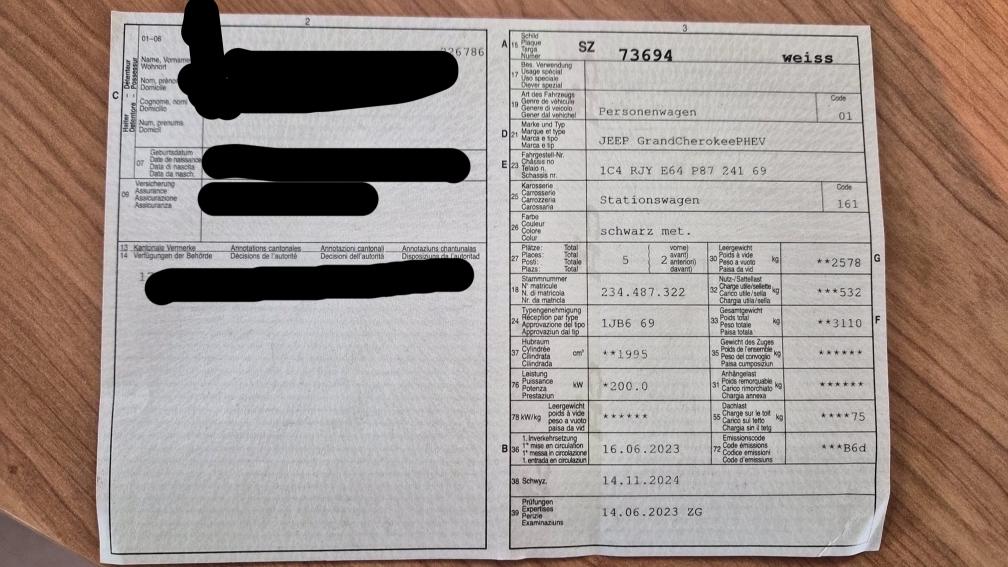 2
01-06
C
Halter Détenteur
Detentore Possessur
Name, Vorname
Wohnort
26786
Nom, préno
Domicile
Cognome, nom
Domicilio
Num, prenums
Domicil
07
Geburtsdatum
Date de naissance
Data di nascita
Data da nasch.
09
Versicherung
Assurance
Assicurazione
Assicuranza
13 Kantonale Vermerke Annotations cantonales Annotazioni cantonali Annotaziuns chantunalas
14 Verfügungen der Behörde Décisions de l'autorité Decisioni dell'autorità Disposiziuns da l'autoritad
3
A 15
Schild
Plaque
Targa
Numer
SZ 73694 weiss
17
Bes. Verwendung
Usage spécial
Uso speciale
Diever spezial
19
Art des Fahrzeugs
Genre de véhicule
Genere di veicolo
Gener dal vehichel
Personenwagen
Code
01
D 21
Marke und Typ
Marque et type
Marca e tipo
Marca e tip
JEEP GrandCherokeePHEV
E 23
Fahrgestell-Nr.
Châssis no
Telaio n.
Schassis nr.
1C4 RJY E64 P87 241 69
25
Karosserie
Carrosserie
Carrozzeria
Carossaria
Stationswagen
Code
161
26
Farbe
Couleur
Colore
Colur
schwarz met.
27
Plätze: Total
Places: Total
Posti: Totale
Plazs: Total
5
2
vorne)
avant)
anteriori)
davant)
30
Leergewicht
Poids à vide
Peso a vuoto
Paisa da vid
kg
**2578
G
18
Stammnummer
N° matricule
N. di matricola
Nr. da matricla
234.487.322
32
Nutz-/Sattellast
Charge utile/sellette
Carico utile/sella
Chargia utila/sella
kg
***532
24
Typengenehmigung
Réception par type
Approvazione del tipo
Approvaziun dal tip
1JB6 69
33
Gesamtgewicht
Poids total
Peso totale
Paisa totala
kg
**3110
F
37
Hubraum
Cylindrée
Cilindrata
Cilindrada
cm³
**1995
35
Gewicht des Zuges
Poids de l'ensemble
Peso del convoglio
Paisa cumposiziun
kg
******
76
Leistung
Puissance
Potenza
Prestaziun
kW
*200.0
31
Anhängelast
Poids remorquable
Carico rimorchiato
Chargia annexa
kg
******
78 kW/kg
Leergewicht
poids à vide
peso a vuoto
paisa da vid
******
55
Dachlast
Charge sur le toit
Carico sul tetto
Chargia sin il tetg
kg
****75
B 36
1. Inverkehrsetzung
1re mise en circulation
1a messa in circolazione
1. entrada en circulaziun
16.06.2023
72
Emissionscode
Code émissions
Codice emissioni
Code d'emissiuns
***B6d
38 Schwyz.
14.11.2024
39
Prüfungen
Expertises
Perizie
Examinaziuns
14.06.2023 ZG